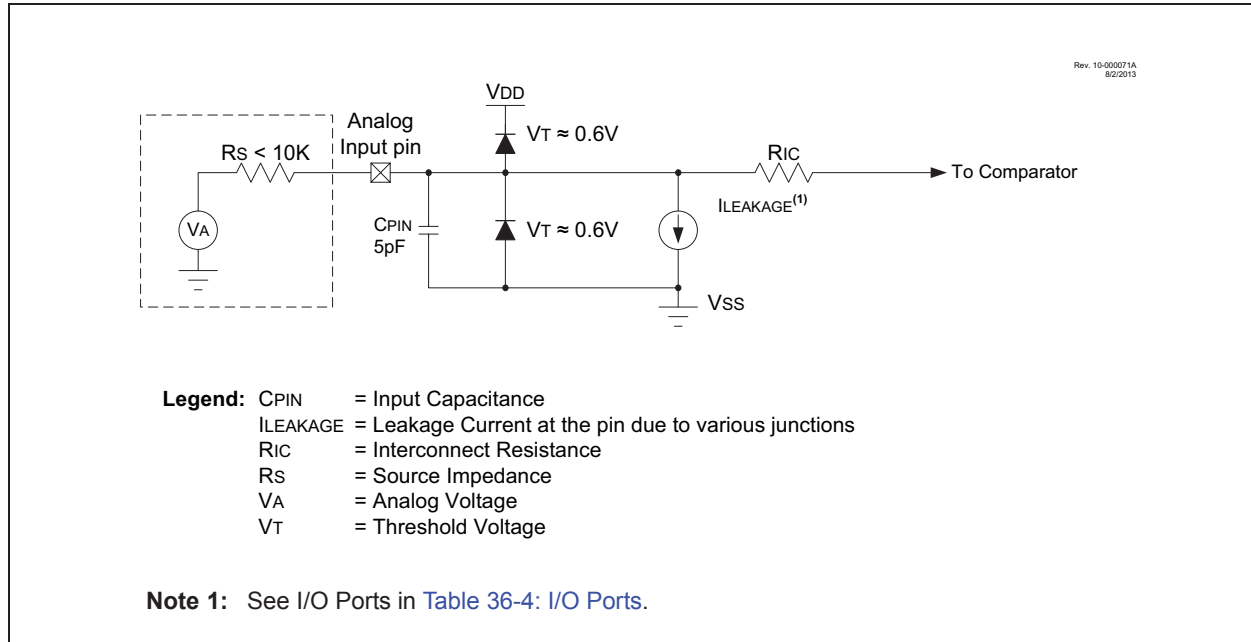 Rev. 10-000071A
8/2/2013
VDD
Analog
Input pin
VT ≈ 0.6V
RS < 10K
RIC
To Comparator
ILEAKAGE(1)
VA
CPIN
5pF
VT ≈ 0.6V
VSS
Legend: CPIN = Input Capacitance
ILEAKAGE = Leakage Current at the pin due to various junctions
RIC = Interconnect Resistance
RS = Source Impedance
VA = Analog Voltage
VT = Threshold Voltage
Note 1: See I/O Ports in Table 36-4: I/O Ports.